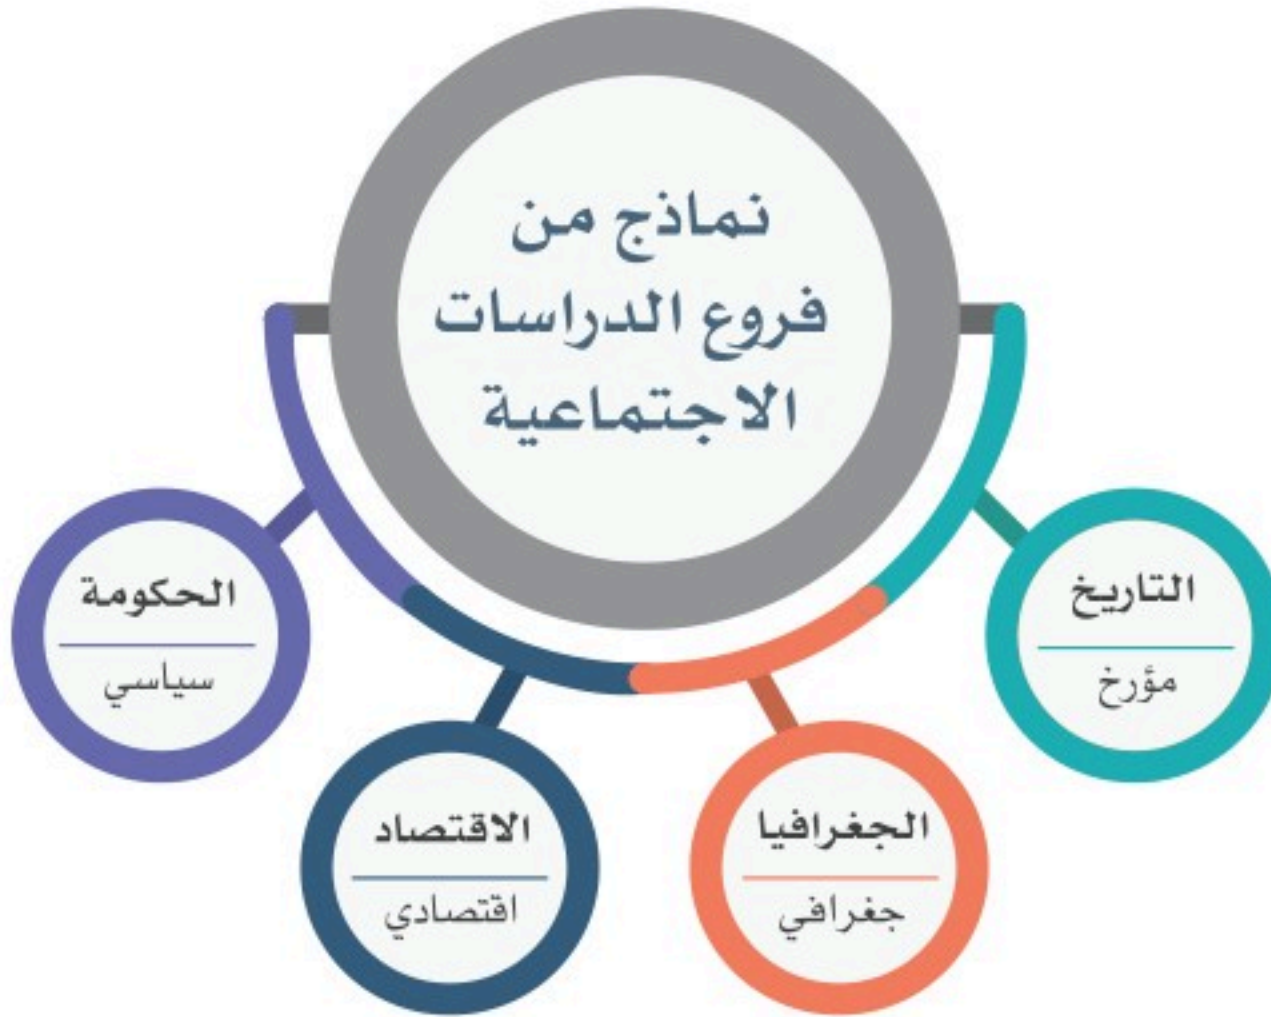 نماذج من
فروع الدراسات
الاجتماعية
التاريخ
مؤرخ
الجغرافيا
جغرافي
الاقتصاد
اقتصادي
الحكومة
سياسي